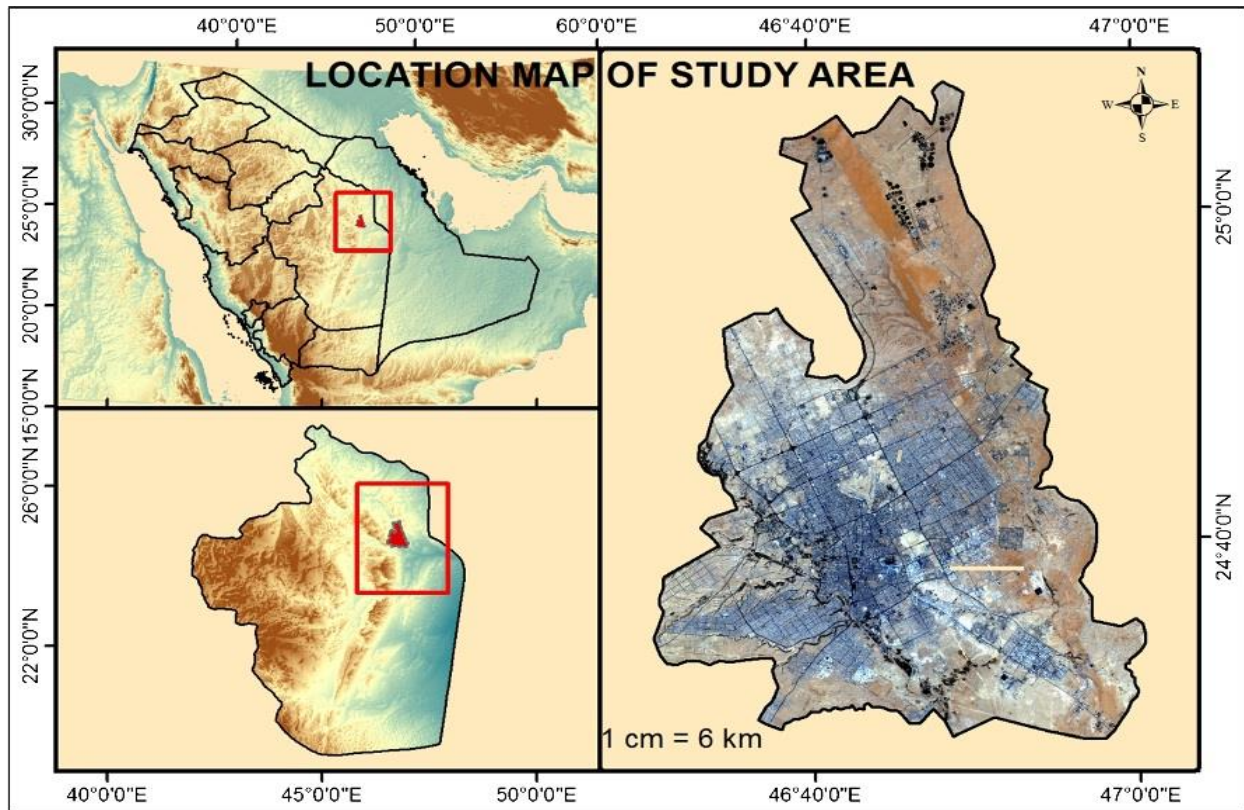 40°0'0"E 50°0'0"E 60°0'0"E 46°40'0"E 47°0'0"E
LOCATION MAP OF STUDY AREA
N
W E
S
30°0'0"N
25°0'0"N
20°0'0"N
15°0'0"N
26°0'0"N
22°0'0"N
25°0'0"N
24°40'0"N
1 cm = 6 km
40°0'0"E 45°0'0"E 50°0'0"E 46°40'0"E 47°0'0"E